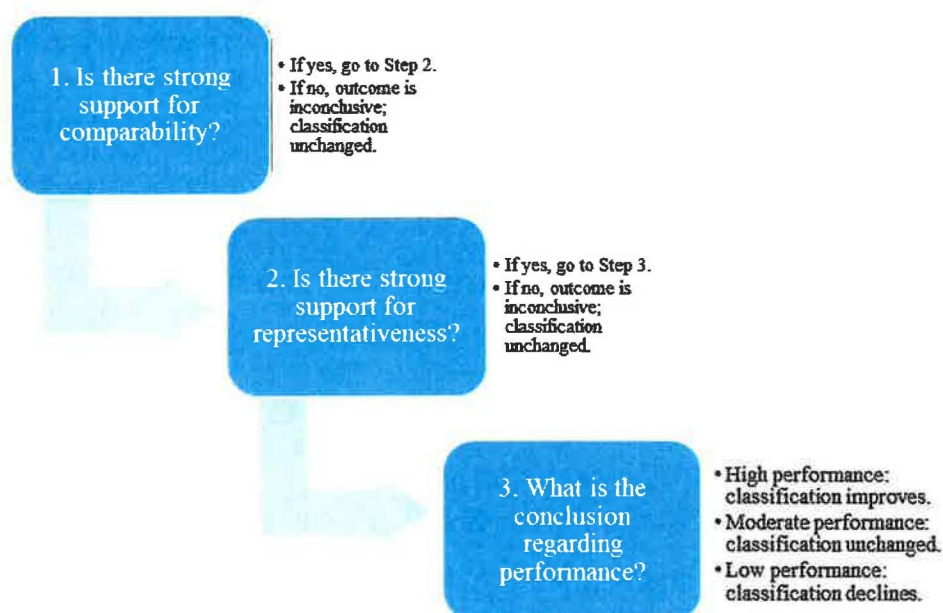 1. Is there strong
support for
comparability?
• If yes, go to Step 2.
• If no, outcome is
inconclusive;
classification
unchanged.
2. Is there strong
support for
representativeness?
• If yes, go to Step 3.
• If no, outcome is
inconclusive;
classification
unchanged.
3. What is the
conclusion
regarding
performance?
• High performance:
classification improves.
• Moderate performance:
classification unchanged.
• Low performance:
classification declines.